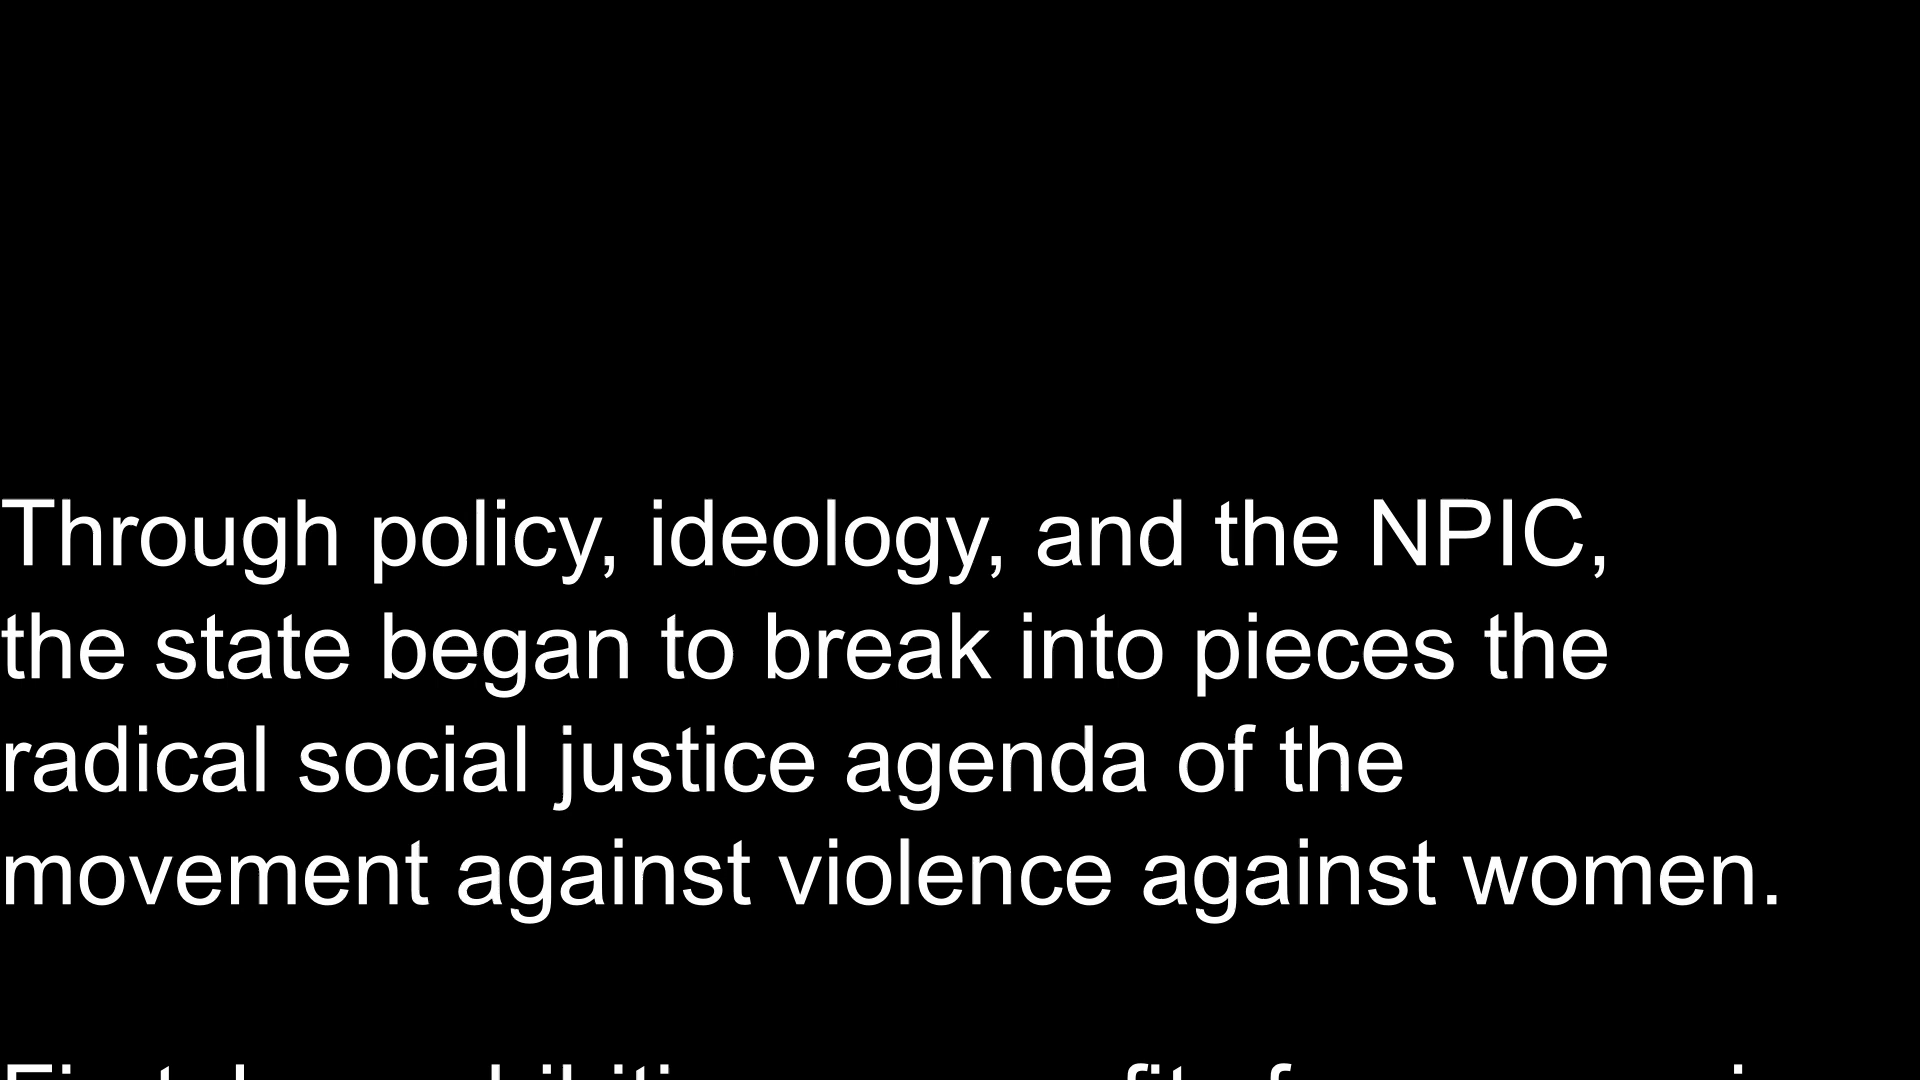 Through policy, ideology, and the NPIC,
the state began to break into pieces the
radical social justice agenda of the
movement against violence against women.